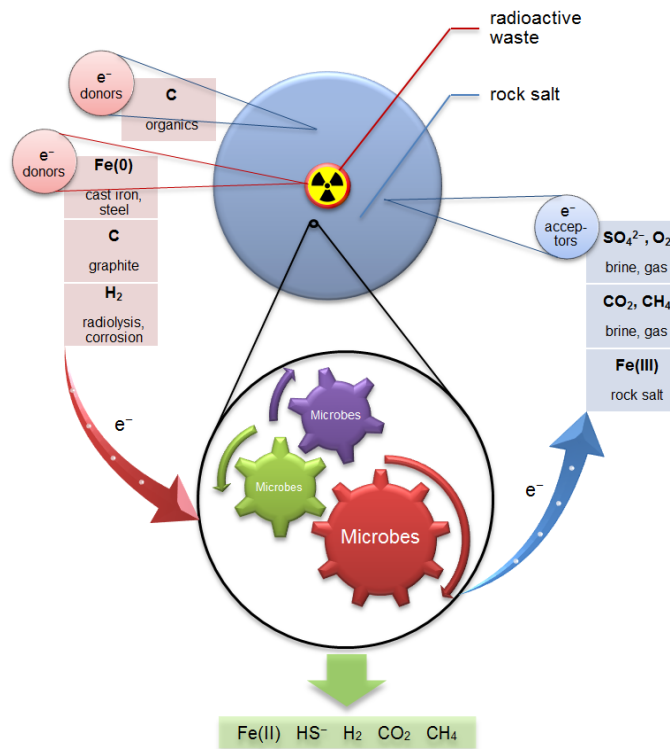 radioactive
waste
rock salt
e⁻
donors
C
organics
e⁻
donors
Fe(0)
cast iron,
steel
C
graphite
H₂
radiolysis,
corrosion
e⁻
accep-
tors
SO₄²⁻, O₂
brine, gas
CO₂, CH₄
brine, gas
Fe(III)
rock salt
e⁻
Microbes
Microbes
Microbes
e⁻
Fe(II) HS⁻ H₂ CO₂ CH₄